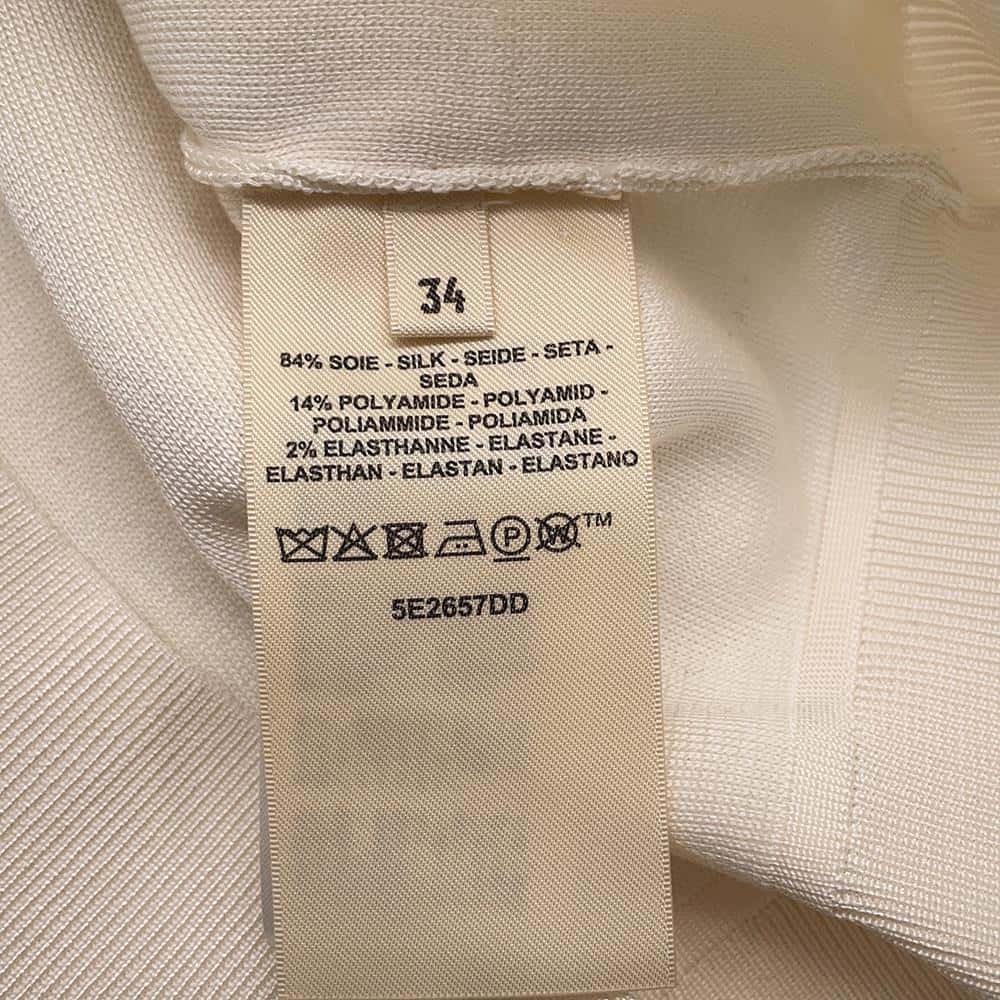 34
84% SOIE - SILK - SEIDE - SETA -
SEDA
14% POLYAMIDE - POLYAMID -
POLIAMMIDE - POLIAMIDA
2% ELASTHANNE - ELASTANE -
ELASTHAN - ELASTAN - ELASTANO
P W ™
5E2657DD